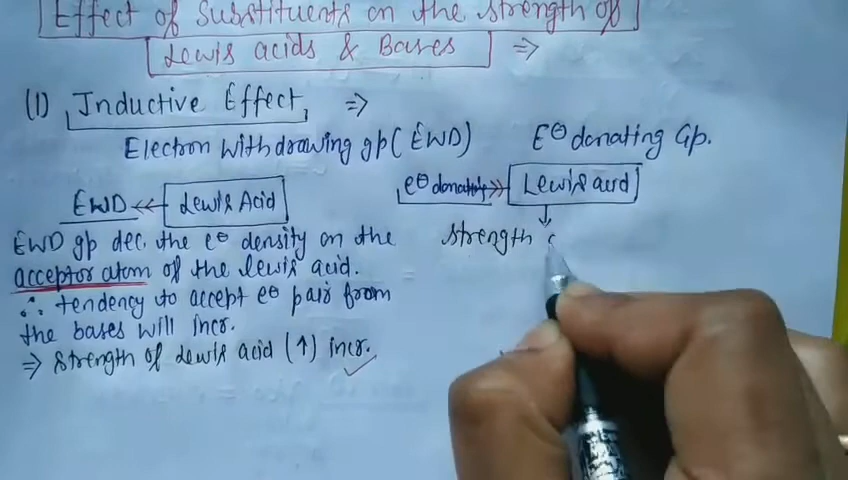 Effect of Substituents on the strength of
Lewis acids & Bases ⇒
(1) Inductive Effect, ⇒
Electron withdrawing gp (EWD)
E⊖ donating Gp.
EWD << Lewis Acid
EWD gp dec. the e⊖ density on the
acceptor atom of the lewis acid.
∴ tendency to accept e⊖ pair from
the bases will incr.
⇒ strength of Lewis acid (↑) incr. ✓
e⊖ donating >> Lewis acid
↓
strength